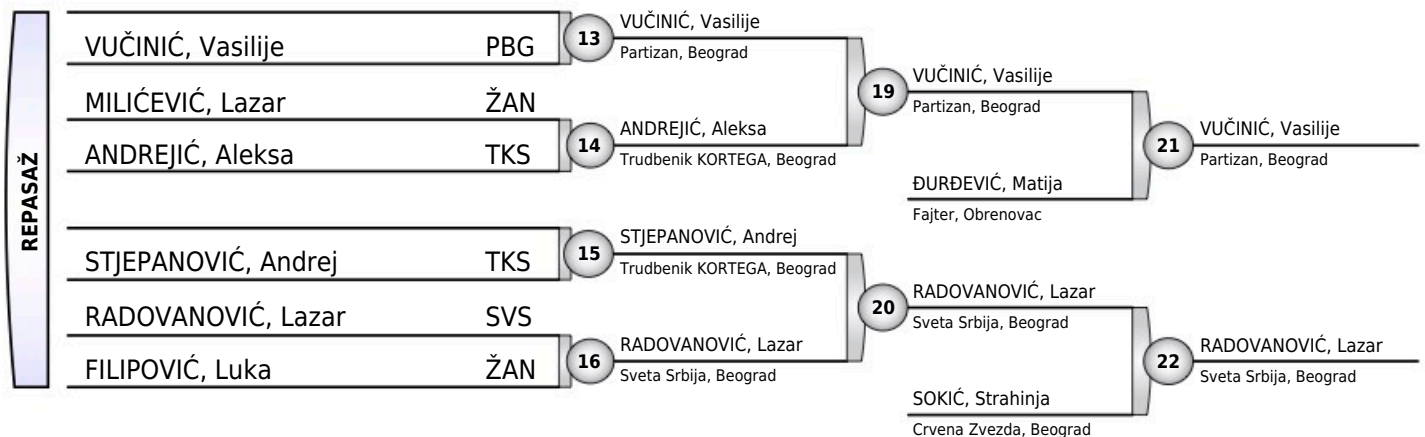 REPASAŽ
VUČINIĆ, Vasilije PBG
MILIĆEVIĆ, Lazar ŽAN
ANDREJIĆ, Aleksa TKS
STJEPANOVIĆ, Andrej TKS
RADOVANOVIĆ, Lazar SVS
FILIPOVIĆ, Luka ŽAN
13
VUČINIĆ, Vasilije
Partizan, Beograd
14
ANDREJIĆ, Aleksa
Trudbenik KORTEGA, Beograd
15
STJEPANOVIĆ, Andrej
Trudbenik KORTEGA, Beograd
16
RADOVANOVIĆ, Lazar
Sveta Srbija, Beograd
19
VUČINIĆ, Vasilije
Partizan, Beograd
ĐURĐEVIĆ, Matija
Fajter, Obrenovac
20
RADOVANOVIĆ, Lazar
Sveta Srbija, Beograd
SOKIĆ, Strahinja
Crvena Zvezda, Beograd
21
VUČINIĆ, Vasilije
Partizan, Beograd
22
RADOVANOVIĆ, Lazar
Sveta Srbija, Beograd